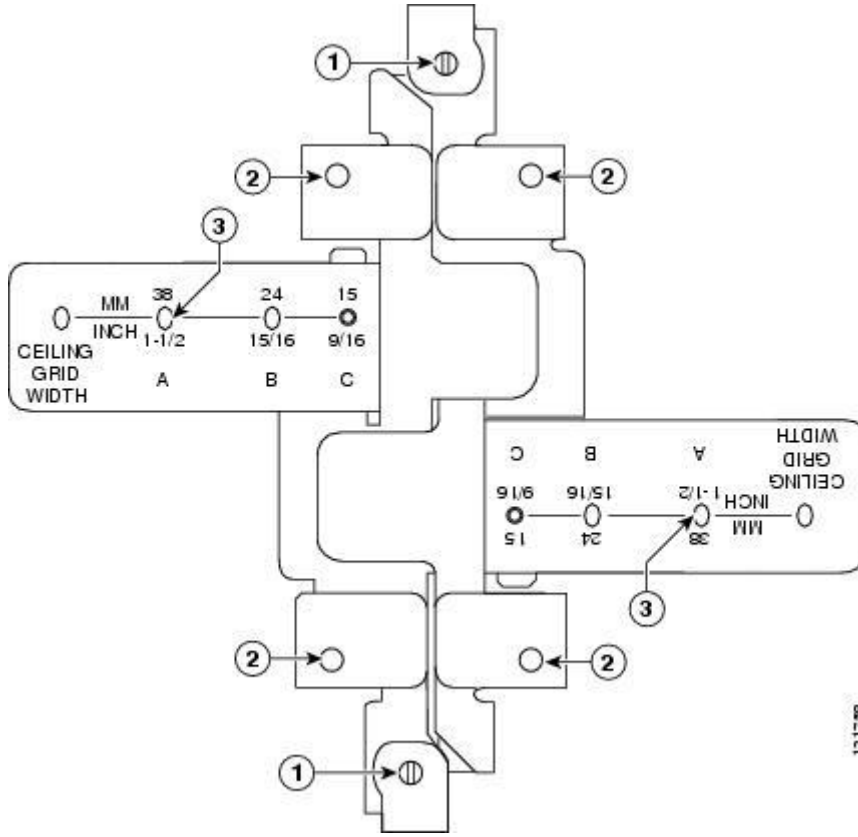 1
2
2
3
38 24 15
MM
INCH
1-1/2 15/16 9/16
CEILING
GRID
WIDTH
A B C
CEILING
GRID
WIDTH
A B C
1-1/2 15/16 9/16
INCH
MM
38 24 15
3
2
2
1